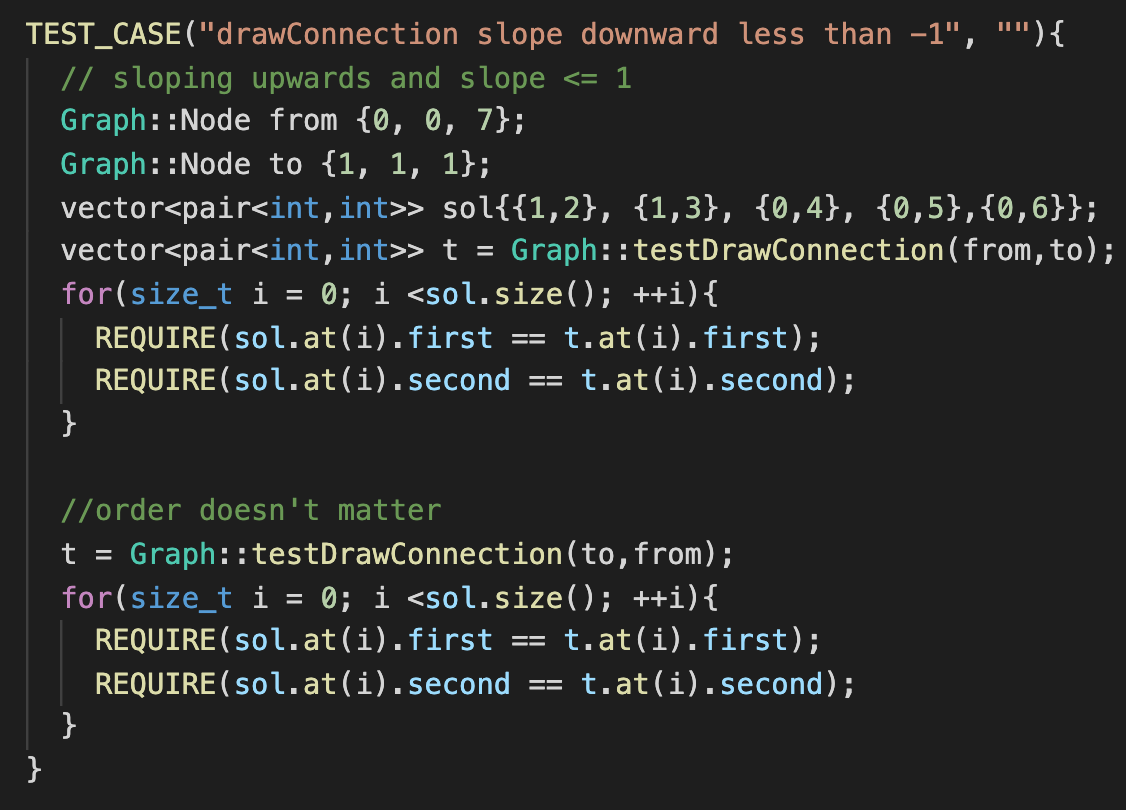 TEST_CASE("drawConnection slope downward less than -1", ""){
// sloping upwards and slope <= 1
Graph::Node from {0, 0, 7};
Graph::Node to {1, 1, 1};
vector<pair<int,int>> sol{{1,2}, {1,3}, {0,4}, {0,5},{0,6}};
vector<pair<int,int>> t = Graph::testDrawConnection(from,to);
for(size_t i = 0; i <sol.size(); ++i){
REQUIRE(sol.at(i).first == t.at(i).first);
REQUIRE(sol.at(i).second == t.at(i).second);
}
//order doesn't matter
t = Graph::testDrawConnection(to,from);
for(size_t i = 0; i <sol.size(); ++i){
REQUIRE(sol.at(i).first == t.at(i).first);
REQUIRE(sol.at(i).second == t.at(i).second);
}
}